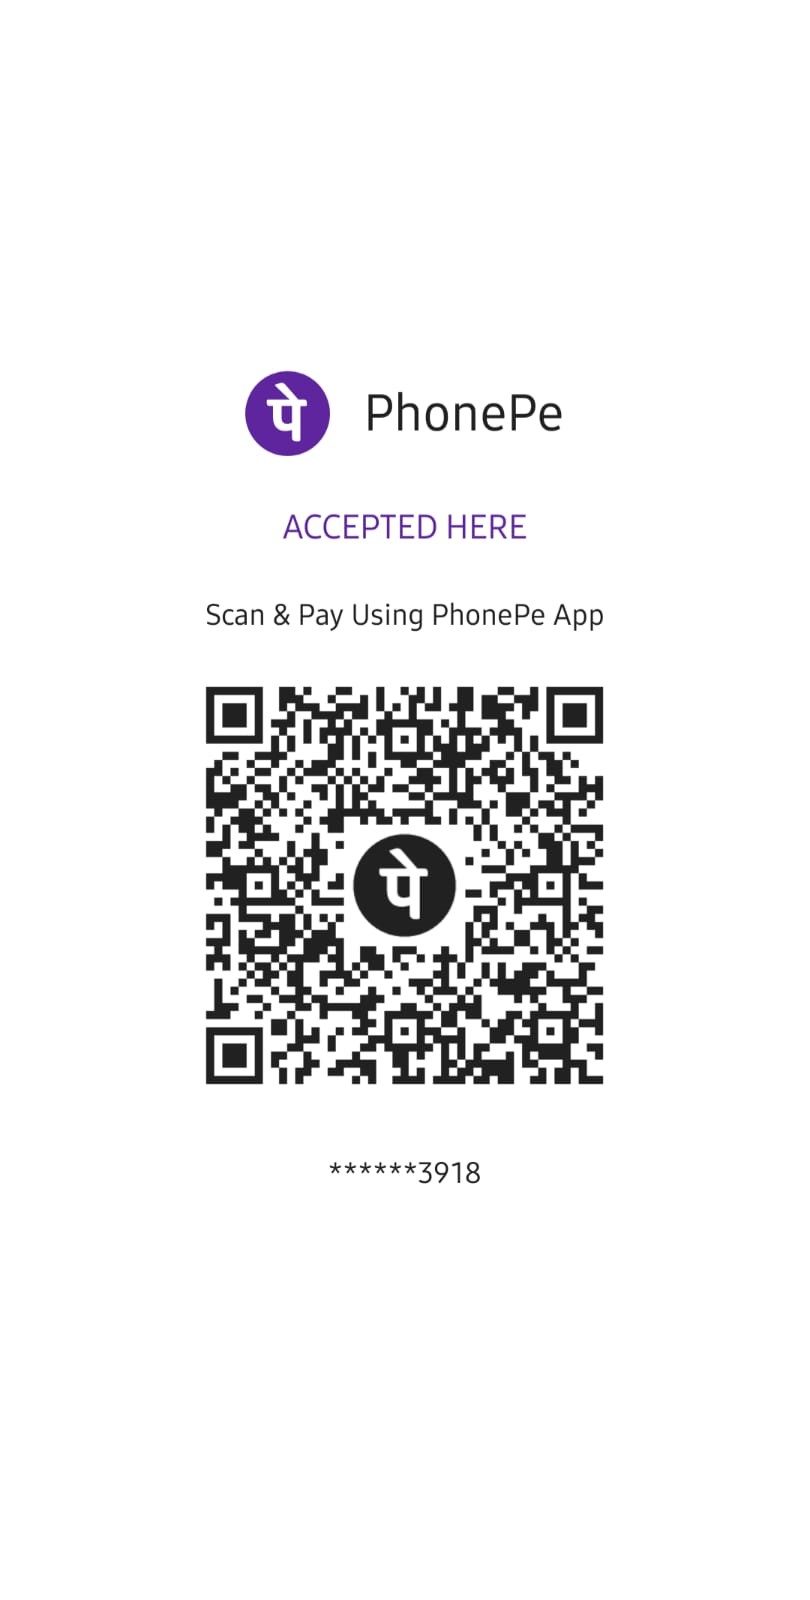 पे PhonePe
ACCEPTED HERE
Scan & Pay Using PhonePe App
पे
******3918